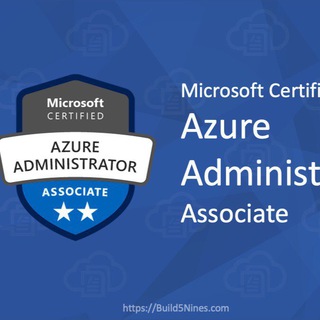 Microsoft
CERTIFIED
AZURE
ADMINISTRATOR
ASSOCIATE
Microsoft Certifi
Azure
Administ
Associate
https://Build5Nines.com